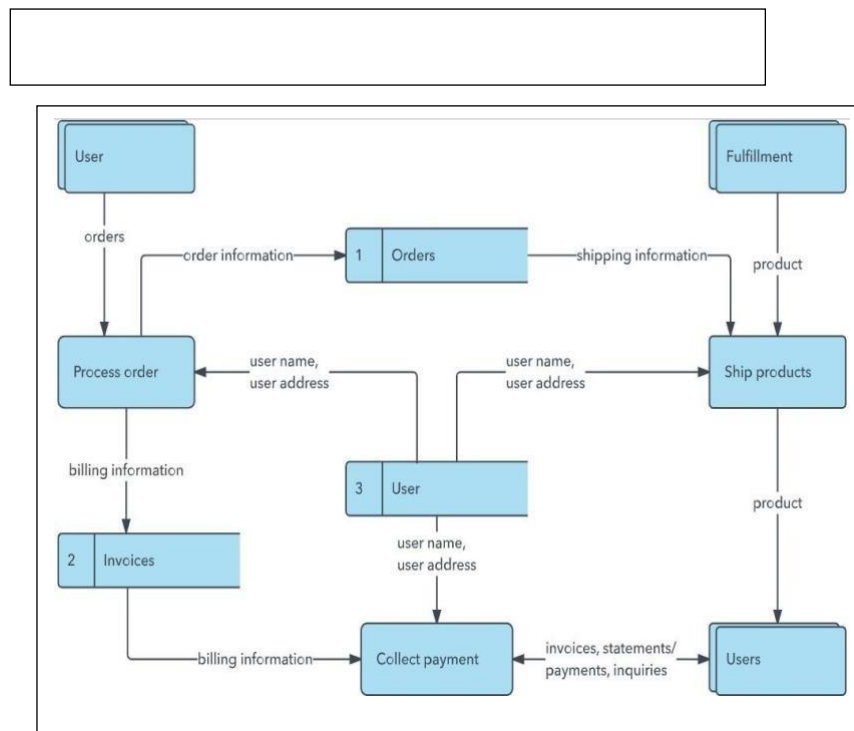 User
Fulfillment
orders
order information
1 Orders
shipping information
product
Process order
user name,
user address
user name,
user address
Ship products
billing information
3 User
product
2 Invoices
user name,
user address
billing information
Collect payment
invoices, statements/
payments, inquiries
Users